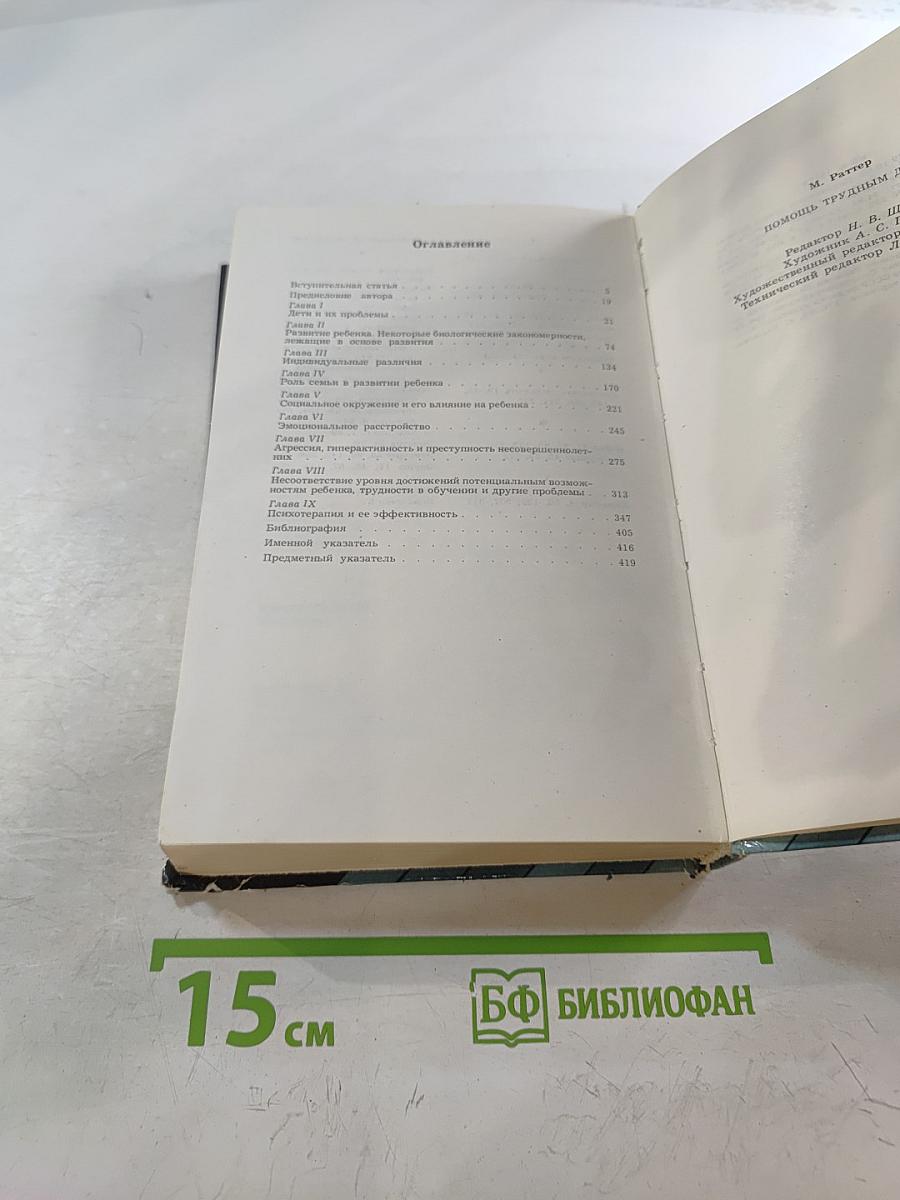 Оглавление
Вступительная статья . . . 5
Предисловие автора . . . 19
Глава I
Дети и их проблемы . . . 21
Глава II
Развитие ребенка. Некоторые биологические закономерности,
лежащие в основе развития . . . 74
Глава III
Индивидуальные различия . . . 134
Глава IV
Роль семьи в развитии ребенка . . . 170
Глава V
Социальное окружение и его влияние на ребенка . . . 221
Глава VI
Эмоциональное расстройство . . . 245
Глава VII
Агрессия, гиперактивность и преступность несовершеннолет-
них . . . 275
Глава VIII
Несоответствие уровня достижений потенциальным возмож-
ностям ребенка, трудности в обучении и другие проблемы . . . 313
Глава IX
Психотерапия и ее эффективность . . . 347
Библиография . . . 405
Именной указатель . . . 416
Предметный указатель . . . 419
М. Раттер
ПОМОЩЬ ТРУДНЫМ Д
Редактор Н. В. Щ
Художник А. С.
Художественный редактор
Технический редактор Л
15 см
БФ БИБЛИОФАН